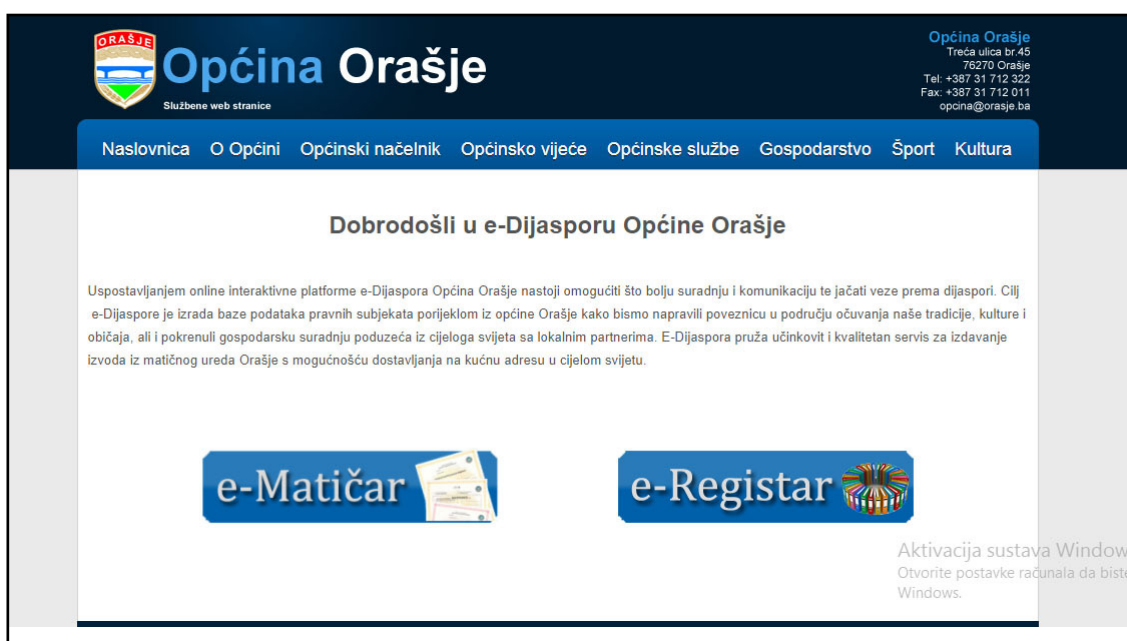 ORAŠJE
Općina Orašje
Službene web stranice
Općina Orašje
Treća ulica br.45
76270 Orašje
Tel: +387 31 712 322
Fax: +387 31 712 011
opcina@orasje.ba
Naslovnica O Općini Općinski načelnik Općinsko vijeće Općinske službe Gospodarstvo Šport Kultura
Dobrodošli u e-Dijasporu Općine Orašje
Uspostavljanjem online interaktivne platforme e-Dijaspora Općina Orašje nastoji omogućiti što bolju suradnju i komunikaciju te jačati veze prema dijaspori. Cilj
e-Dijaspore je izrada baze podataka pravnih subjekata porijeklom iz općine Orašje kako bismo napravili poveznicu u području očuvanja naše tradicije, kulture i
običaja, ali i pokrenuli gospodarsku suradnju poduzeća iz cijeloga svijeta sa lokalnim partnerima. E-Dijaspora pruža učinkovit i kvalitetan servis za izdavanje
izvoda iz matičnog ureda Orašje s mogućnošću dostavljanja na kućnu adresu u cijelom svijetu.
e-Matičar
e-Registar
Aktivacija sustava Window
Otvorite postavke računala da biste
Windows.